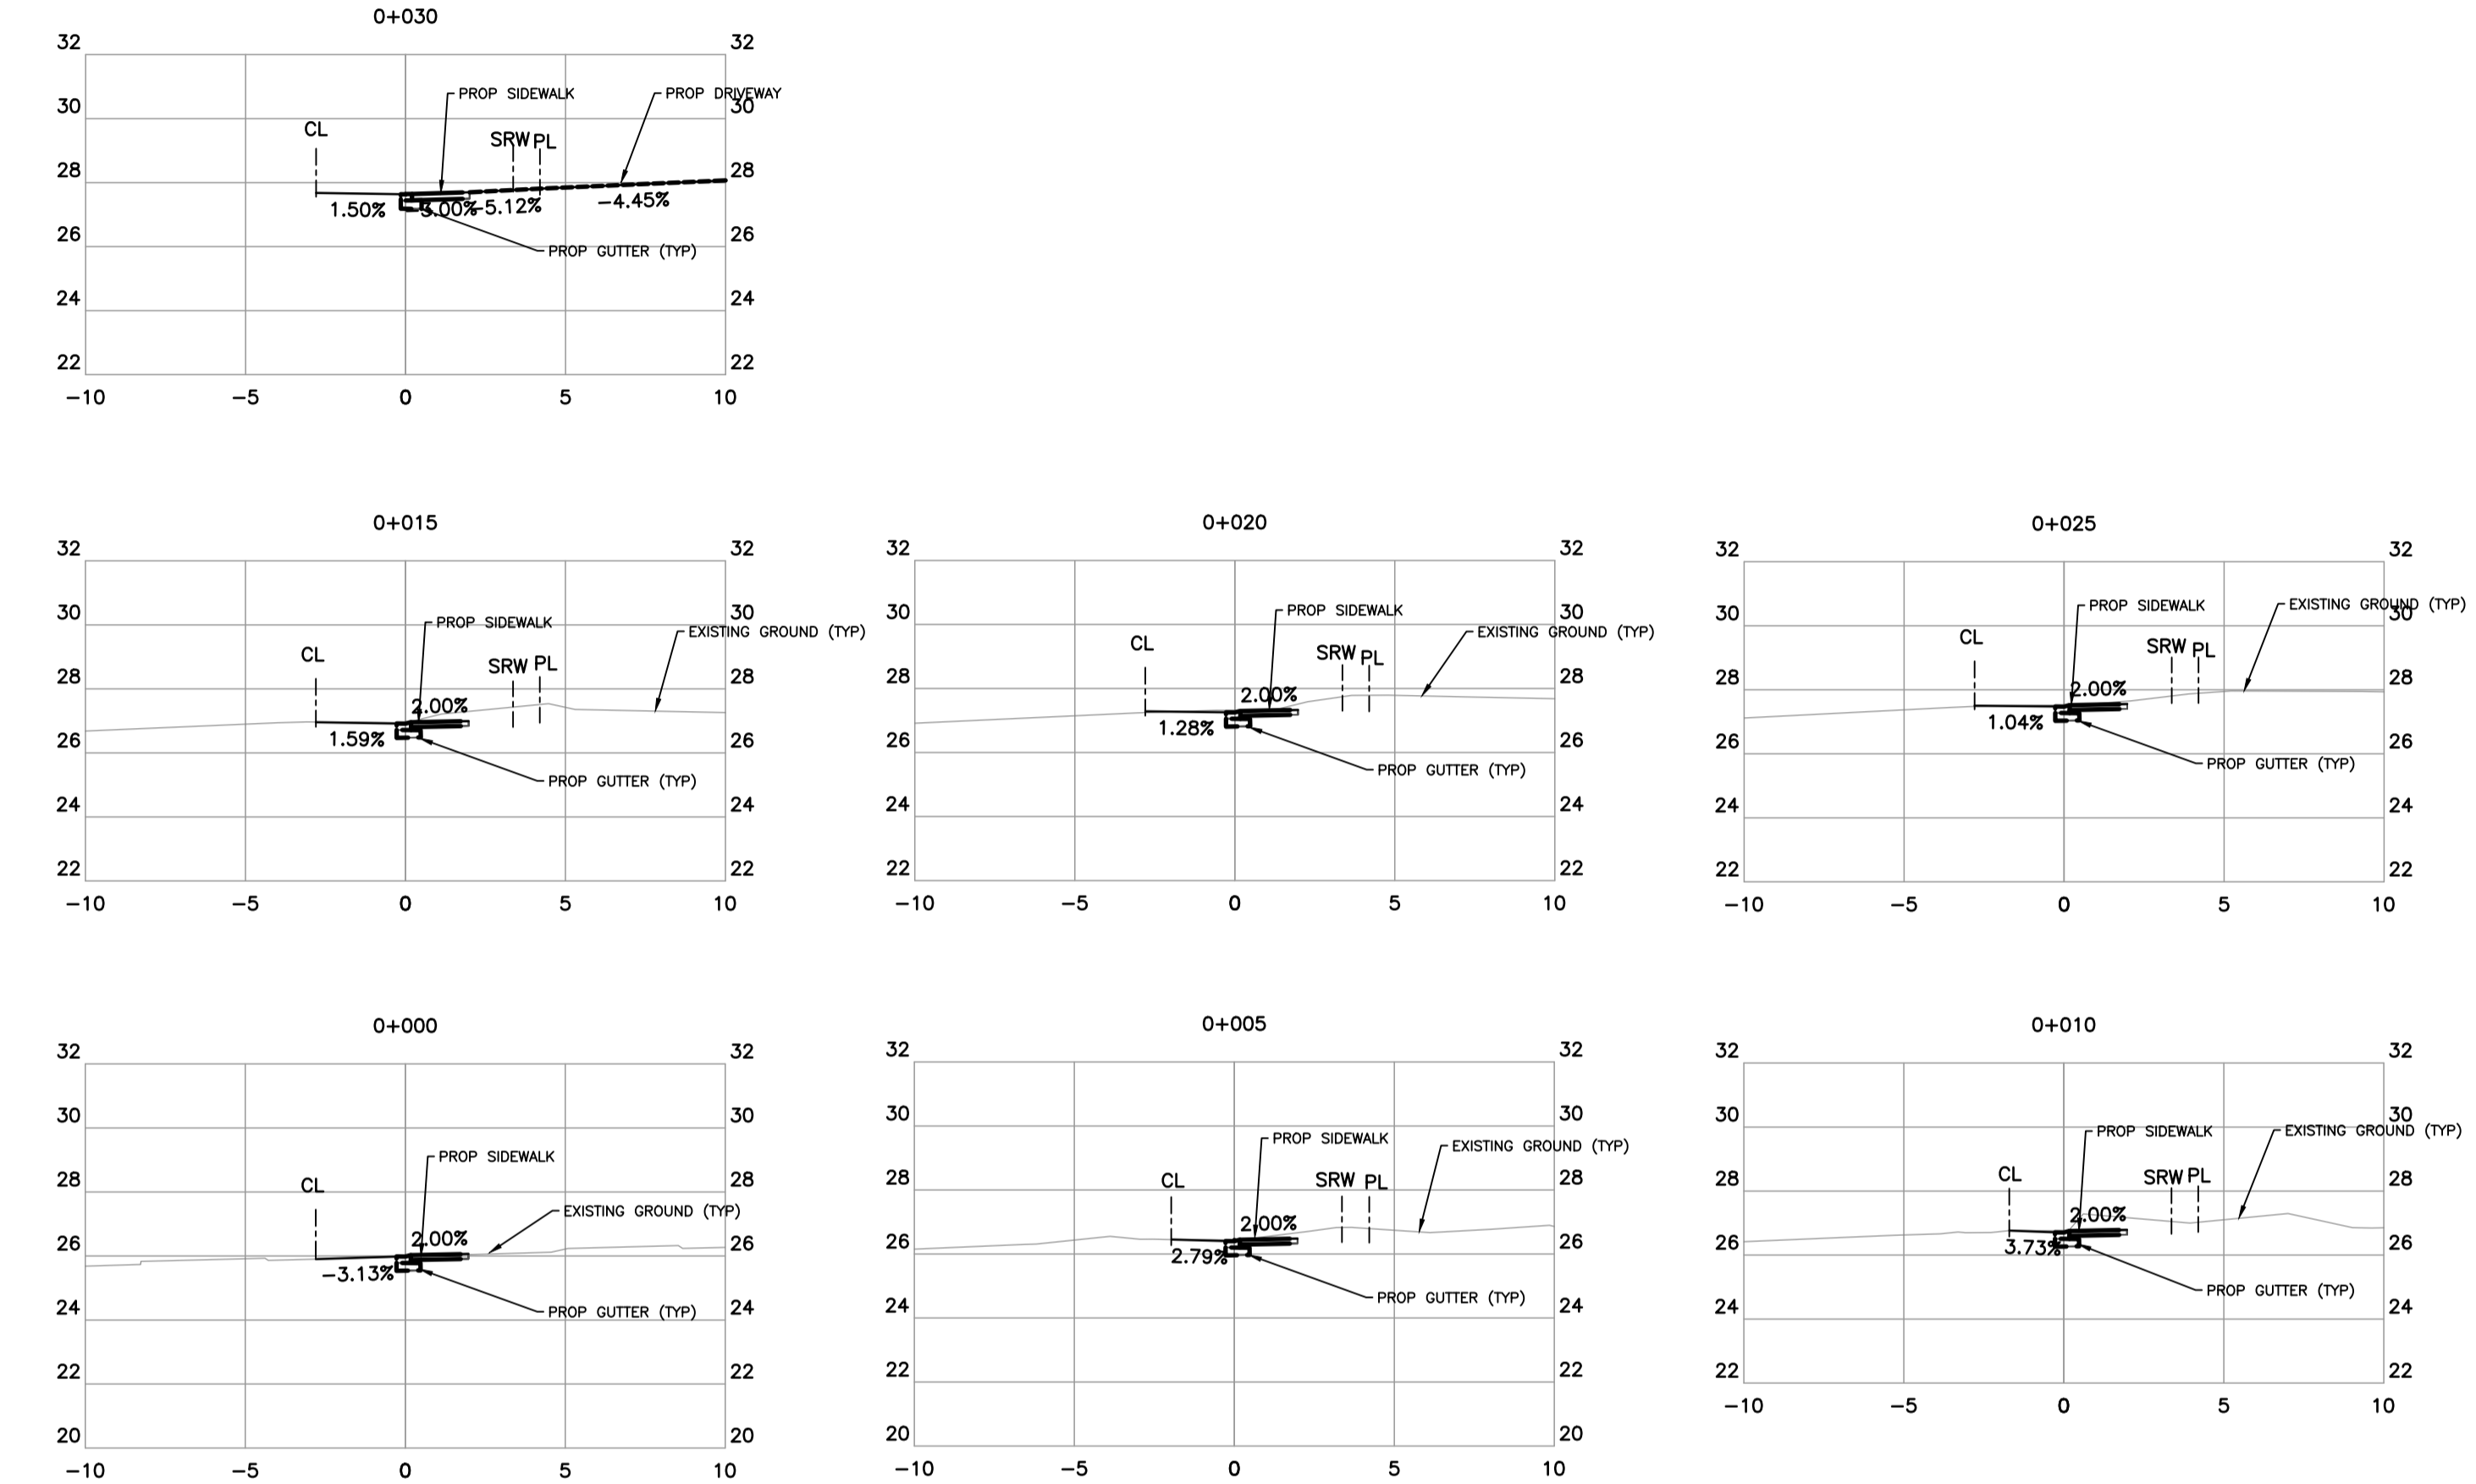 0+030
32 32
PROP SIDEWALK PROP DRIVEWAY
30 30
CL SRW PL
28 28
1.50% -3.00% -5.12% -4.45%
26 26
PROP GUTTER (TYP)
24 24
22 22
-10 -5 0 5 10
0+015
32 32
30 30
PROP SIDEWALK
EXISTING GROUND (TYP)
CL SRW PL
28 28
2.00%
26 26
1.59%
PROP GUTTER (TYP)
24 24
22 22
-10 -5 0 5 10
0+020
32 32
30 30
PROP SIDEWALK
EXISTING GROUND (TYP)
CL SRW PL
28 28
2.00%
1.28%
26 26
PROP GUTTER (TYP)
24 24
22 22
-10 -5 0 5 10
0+025
32 32
PROP SIDEWALK EXISTING GROUND (TYP)
30 30
CL SRW PL
28 28
2.00%
1.04%
26 26
PROP GUTTER (TYP)
24 24
22 22
-10 -5 0 5 10
0+000
32 32
30 30
PROP SIDEWALK
28 28
CL
EXISTING GROUND (TYP)
2.00%
26 26
-3.13%
24 24
PROP GUTTER (TYP)
22 22
20 20
-10 -5 0 5 10
0+005
32 32
30 30
PROP SIDEWALK
EXISTING GROUND (TYP)
28 28
CL SRW PL
2.00%
26 26
2.79%
PROP GUTTER (TYP)
24 24
22 22
20 20
-10 -5 0 5 10
0+010
32 32
30 30
PROP SIDEWALK EXISTING GROUND (TYP)
CL SRW PL
28 28
2.00%
26 26
3.73%
PROP GUTTER (TYP)
24 24
22 22
-10 -5 0 5 10